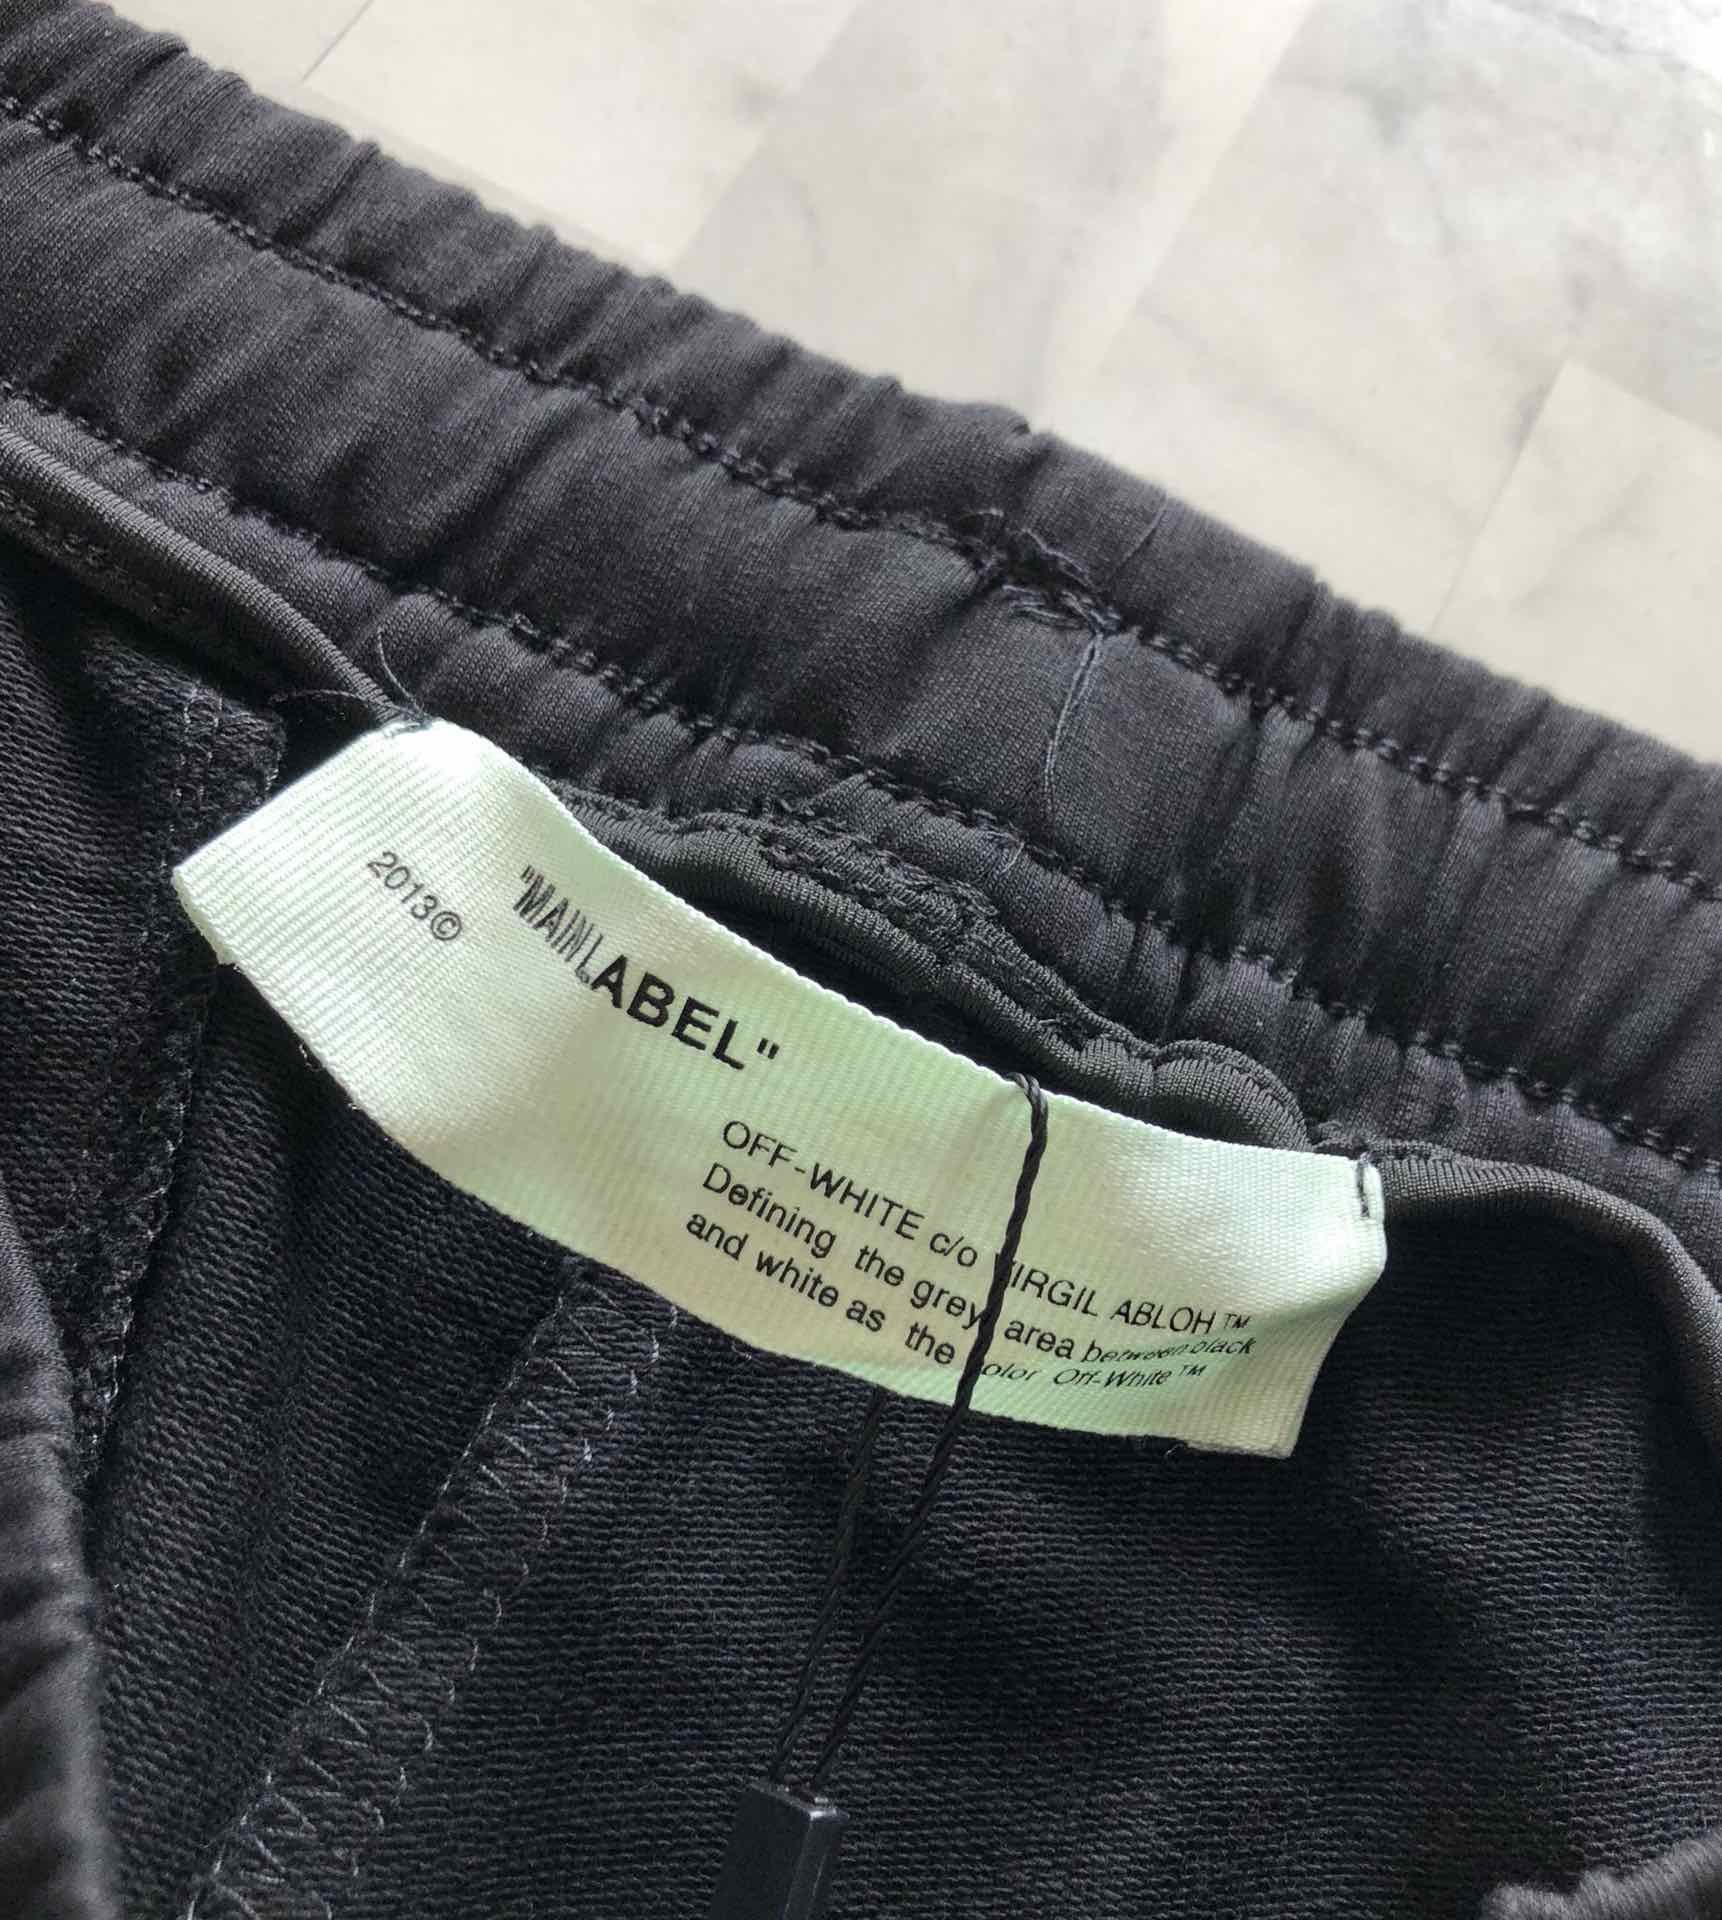 2013©
"MAIN LABEL"
OFF-WHITE c/o VIRGIL ABLOH™
Defining the grey area between black
and white as the color Off-White™